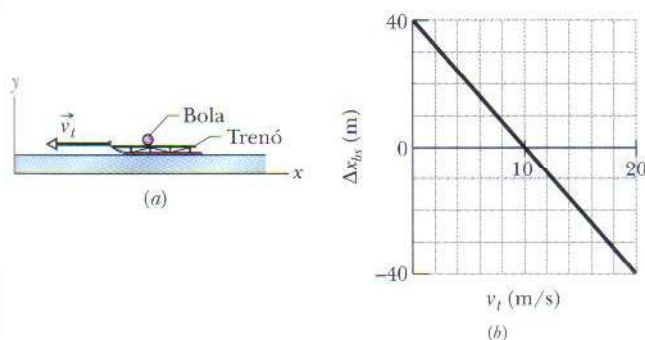 y
v_t
Bola
Trenó
x
(a)
40
Δx_bs (m)
0
10
20
–40
v_t (m/s)
(b)